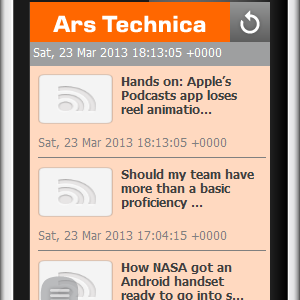 Ars Technica
Sat, 23 Mar 2013 18:13:05 +0000
Hands on: Apple’s
Podcasts app loses
reel animatio...
Sat, 23 Mar 2013 18:13:05 +0000
Should my team have
more than a basic
proficiency ...
Sat, 23 Mar 2013 17:04:15 +0000
How NASA got an
Android handset
ready to go into s...